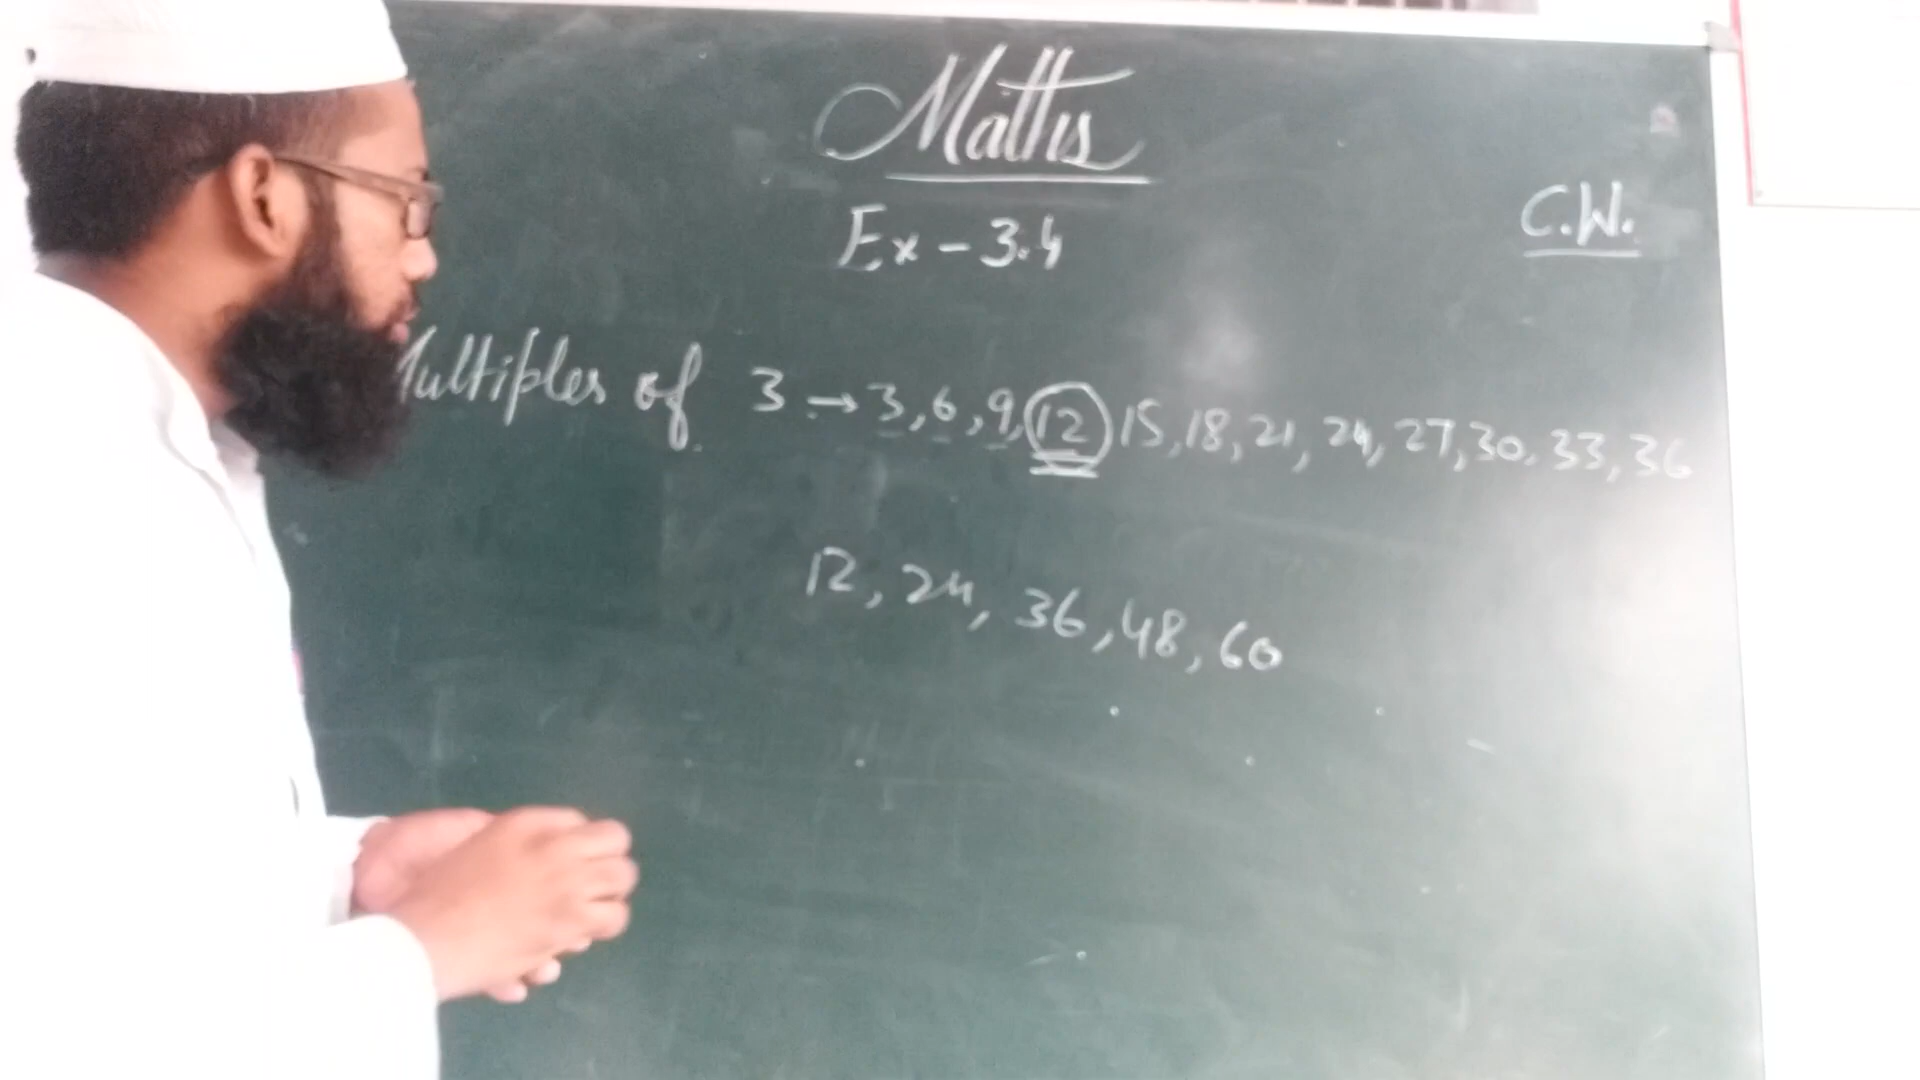 Maths
Ex - 3.4
C.W.
Multiples of 3 → 3, 6, 9, 12 15, 18, 21, 24, 27, 30, 33, 36
12, 24, 36, 48, 60